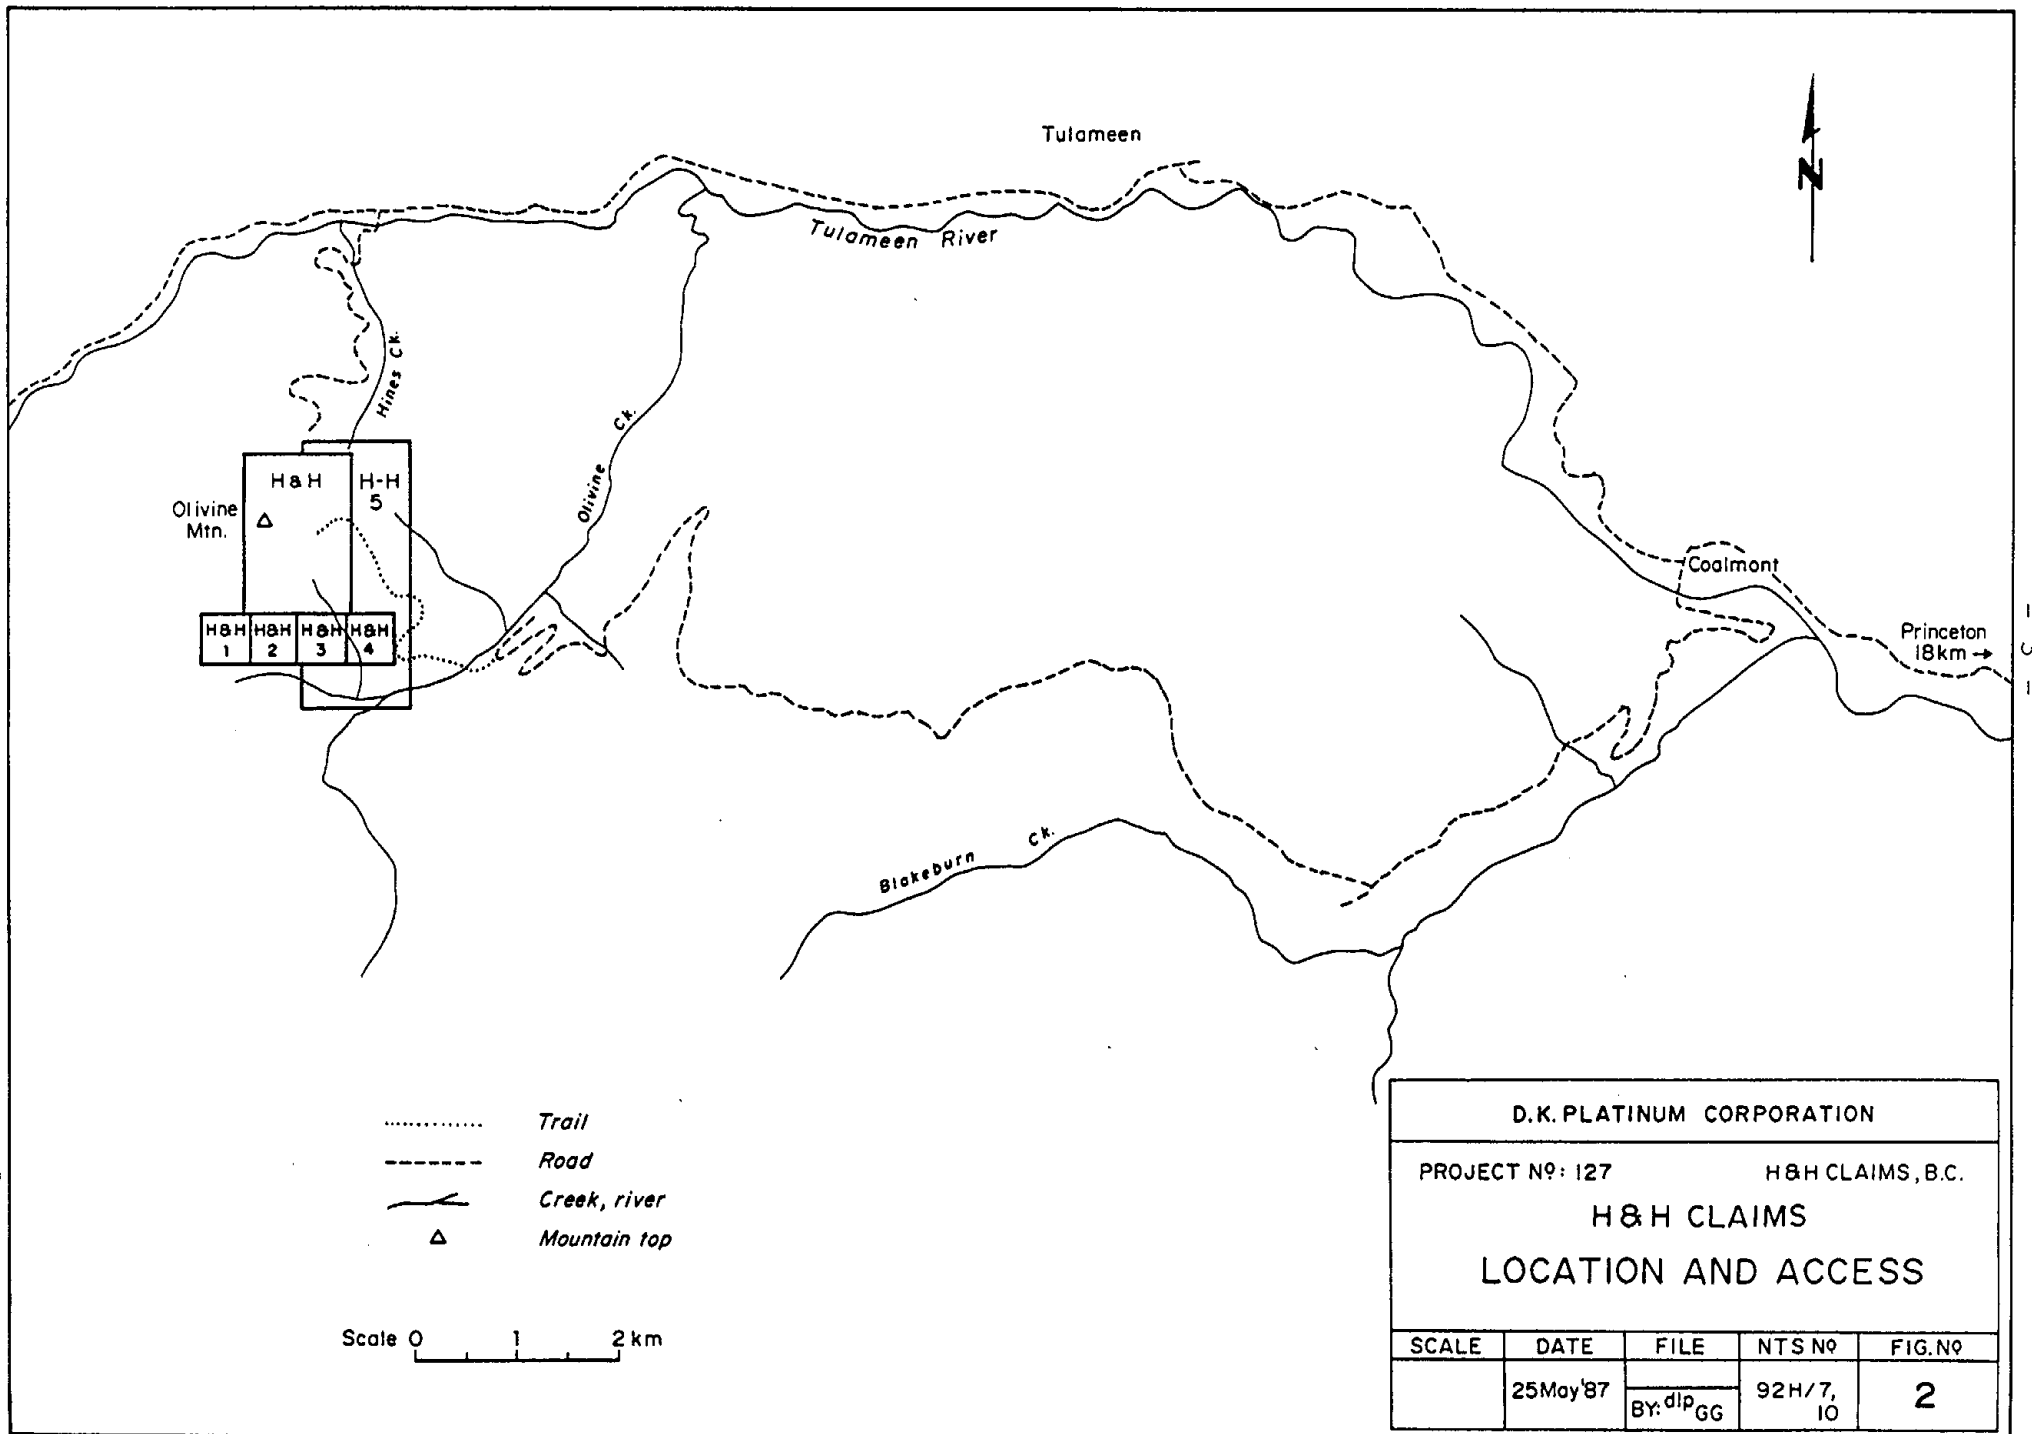 Tulameen
N
Tulameen River
Hines Ck.
Olivine Ck.
H&H
H-H
5
Olivine
Mtn.
H&H
1
H&H
2
H&H
3
H&H
4
Coalmont
Princeton
18km →
- 3 -
Blakeburn Ck.
Trail
Road
Creek, river
Mountain top
Scale 0 1 2 km
D.K. PLATINUM CORPORATION
PROJECT Nº: 127 H&H CLAIMS, B.C.
H&H CLAIMS
LOCATION AND ACCESS
SCALE DATE FILE NTS Nº FIG. Nº
25May'87 BY: dlp GG 92H/7, 10 2